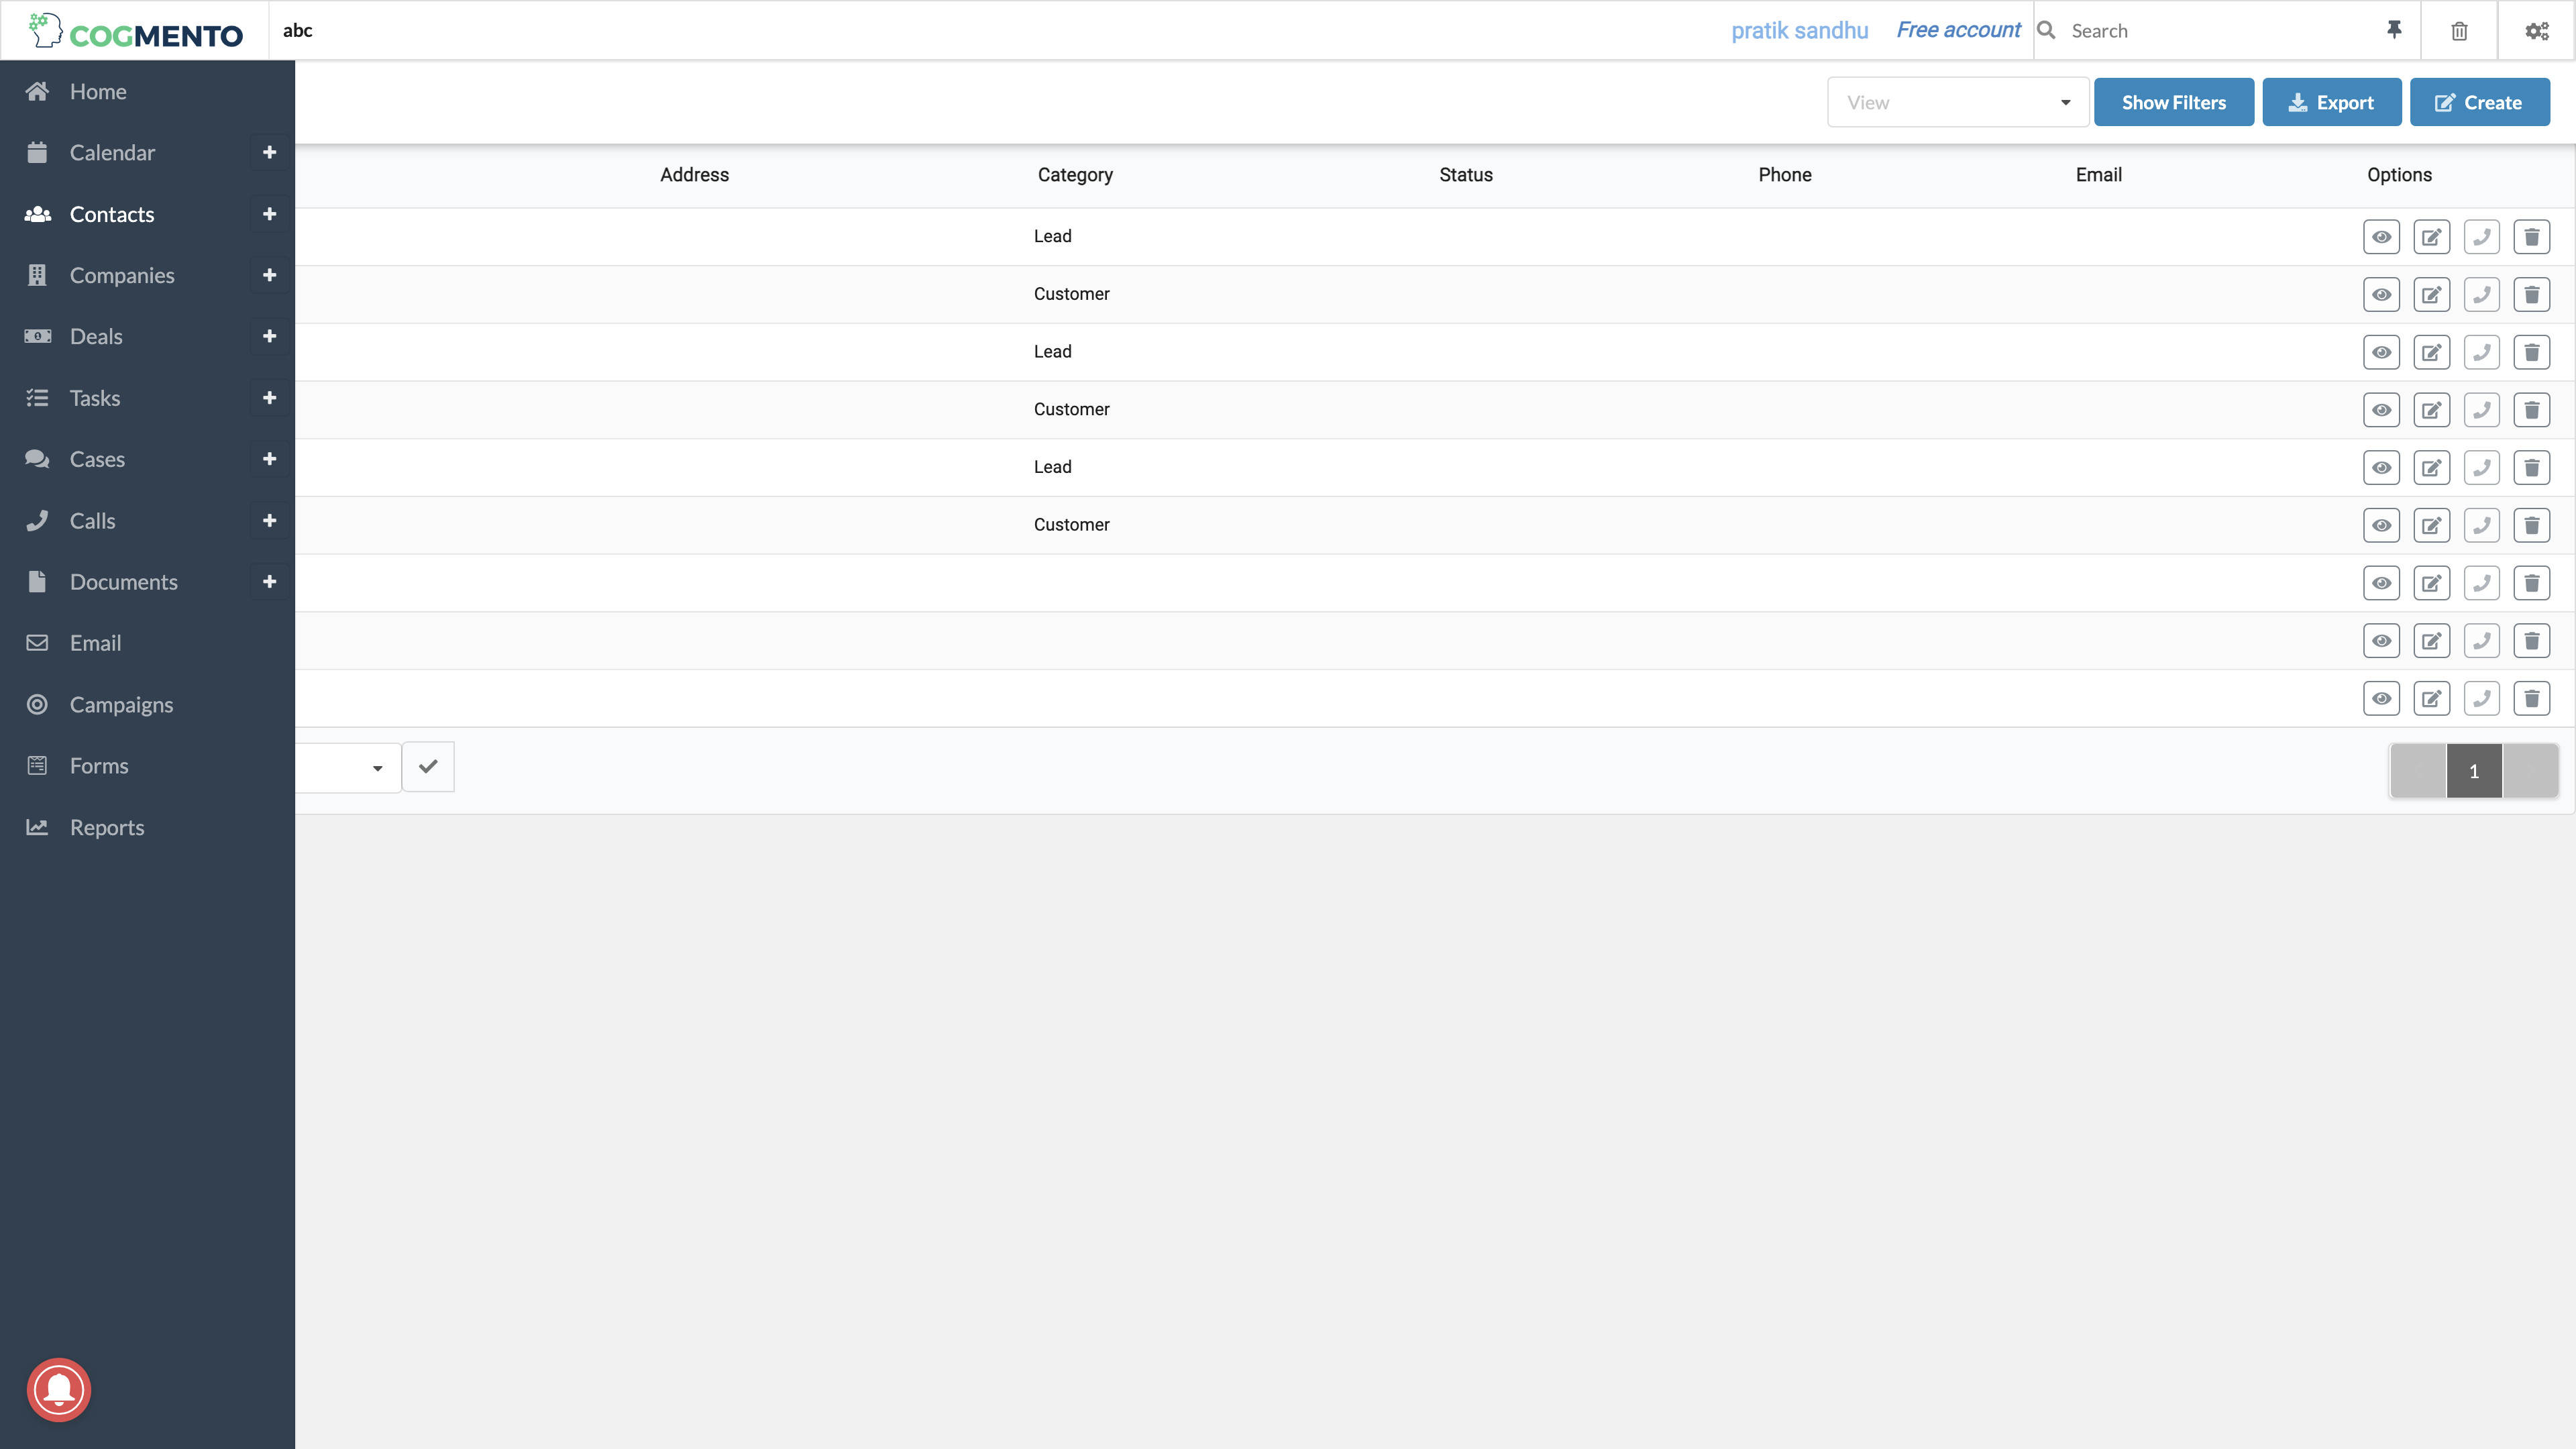 COGMENTO
abc
pratik sandhu
Free account
Search
Home
Calendar
Contacts
Companies
Deals
Tasks
Cases
Calls
Documents
Email
Campaigns
Forms
Reports
View
Show Filters
Export
Create
Address Category Status Phone Email Options
Lead
Customer
Lead
Customer
Lead
Customer
1